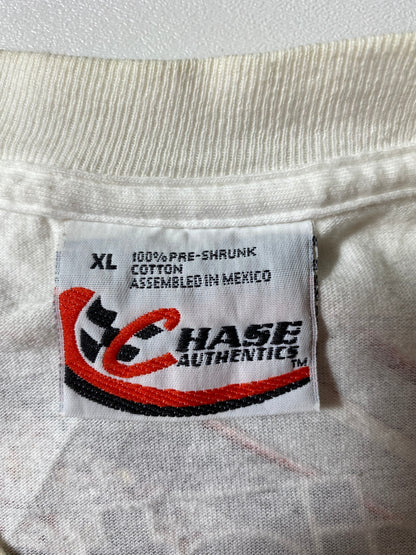 XL 100% PRE-SHRUNK
COTTON
ASSEMBLED IN MEXICO
CHASE
AUTHENTICS TM